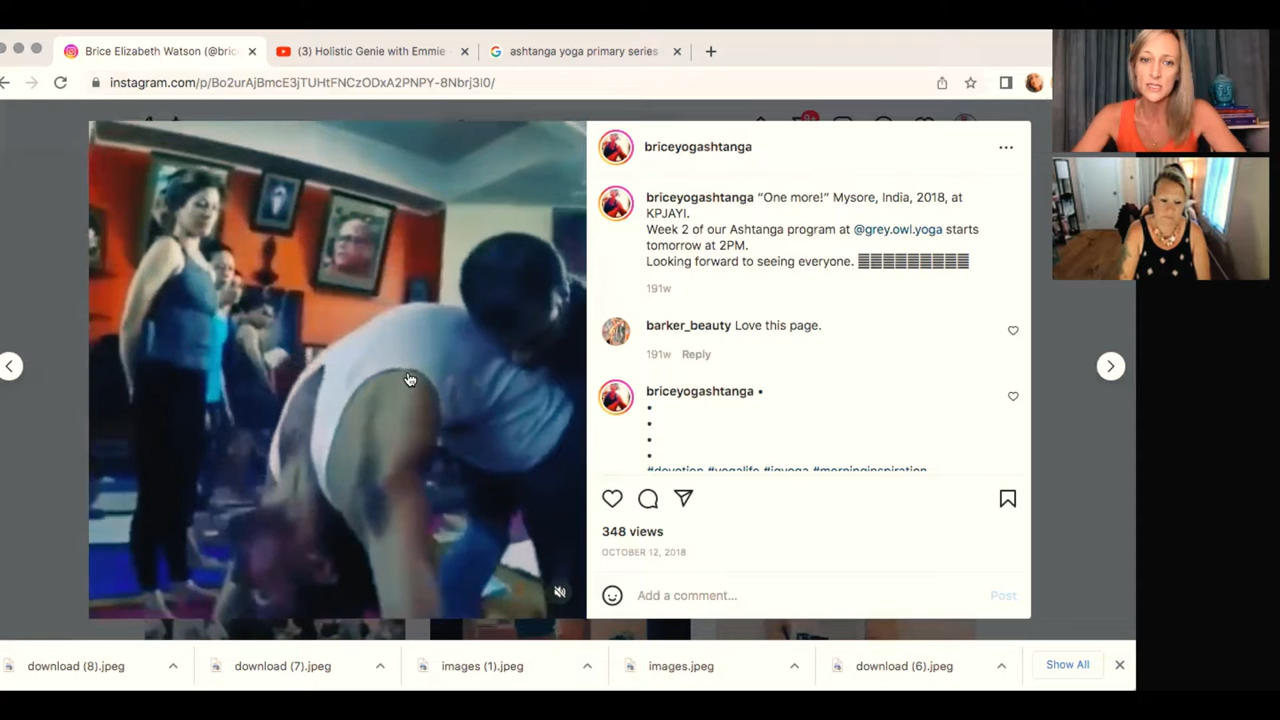 Brice Elizabeth Watson (@bric
(3) Holistic Genie with Emmie
ashtanga yoga primary series
instagram.com/p/Bo2urAjBmcE3jTUHtFNCzODxA2PNPY-8Nbrj3I0/
briceyogashtanga
briceyogashtanga “One more!” Mysore, India, 2018, at
KPJAYI.
Week 2 of our Ashtanga program at @grey.owl.yoga starts
tomorrow at 2PM.
Looking forward to seeing everyone.
191w
barker_beauty Love this page.
191w Reply
briceyogashtanga •
•
•
•
•
#devotion #yogalife #igyoga #morninginspiration
348 views
OCTOBER 12, 2018
Add a comment... Post
download (8).jpeg
download (7).jpeg
images (1).jpeg
images.jpeg
download (6).jpeg
Show All